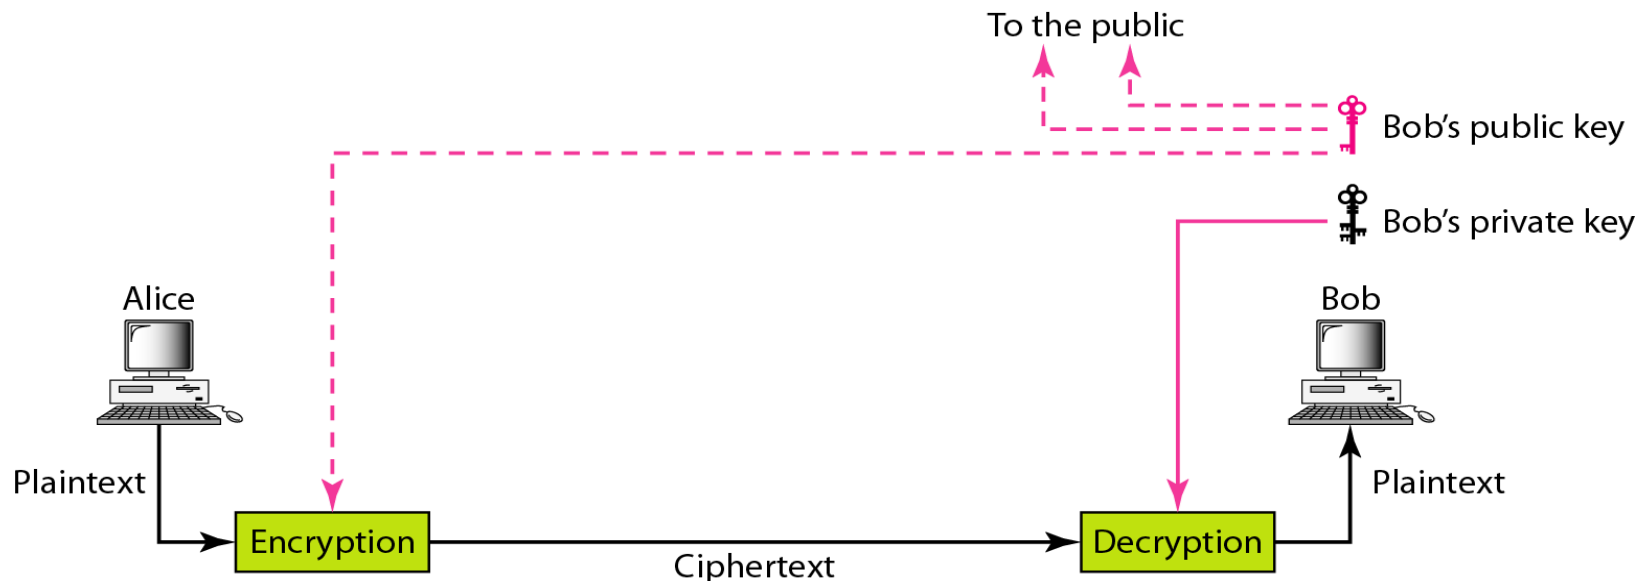 To the public
Bob’s public key
Bob’s private key
Alice
Bob
Plaintext
Plaintext
Encryption
Decryption
Ciphertext